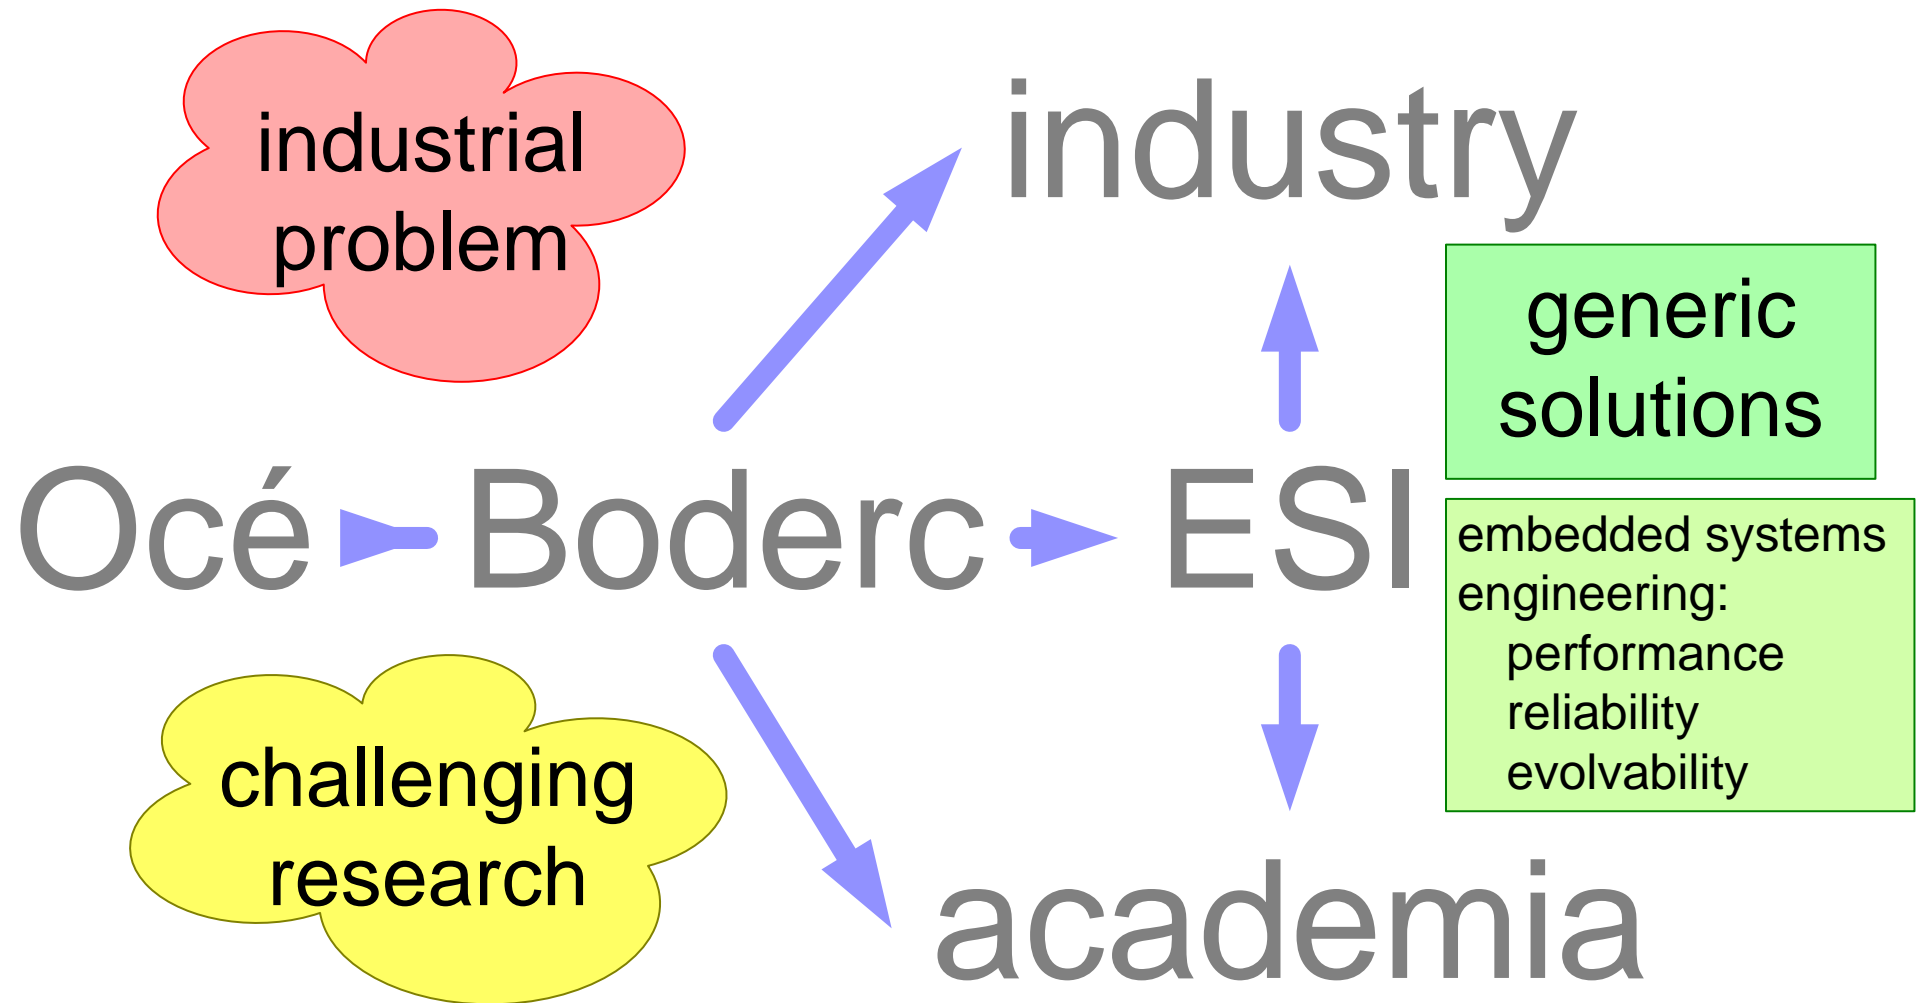 industrial
problem
industry
generic
solutions
Océ Boderc ESI
embedded systems
engineering:
performance
reliability
evolvability
challenging
research
academia